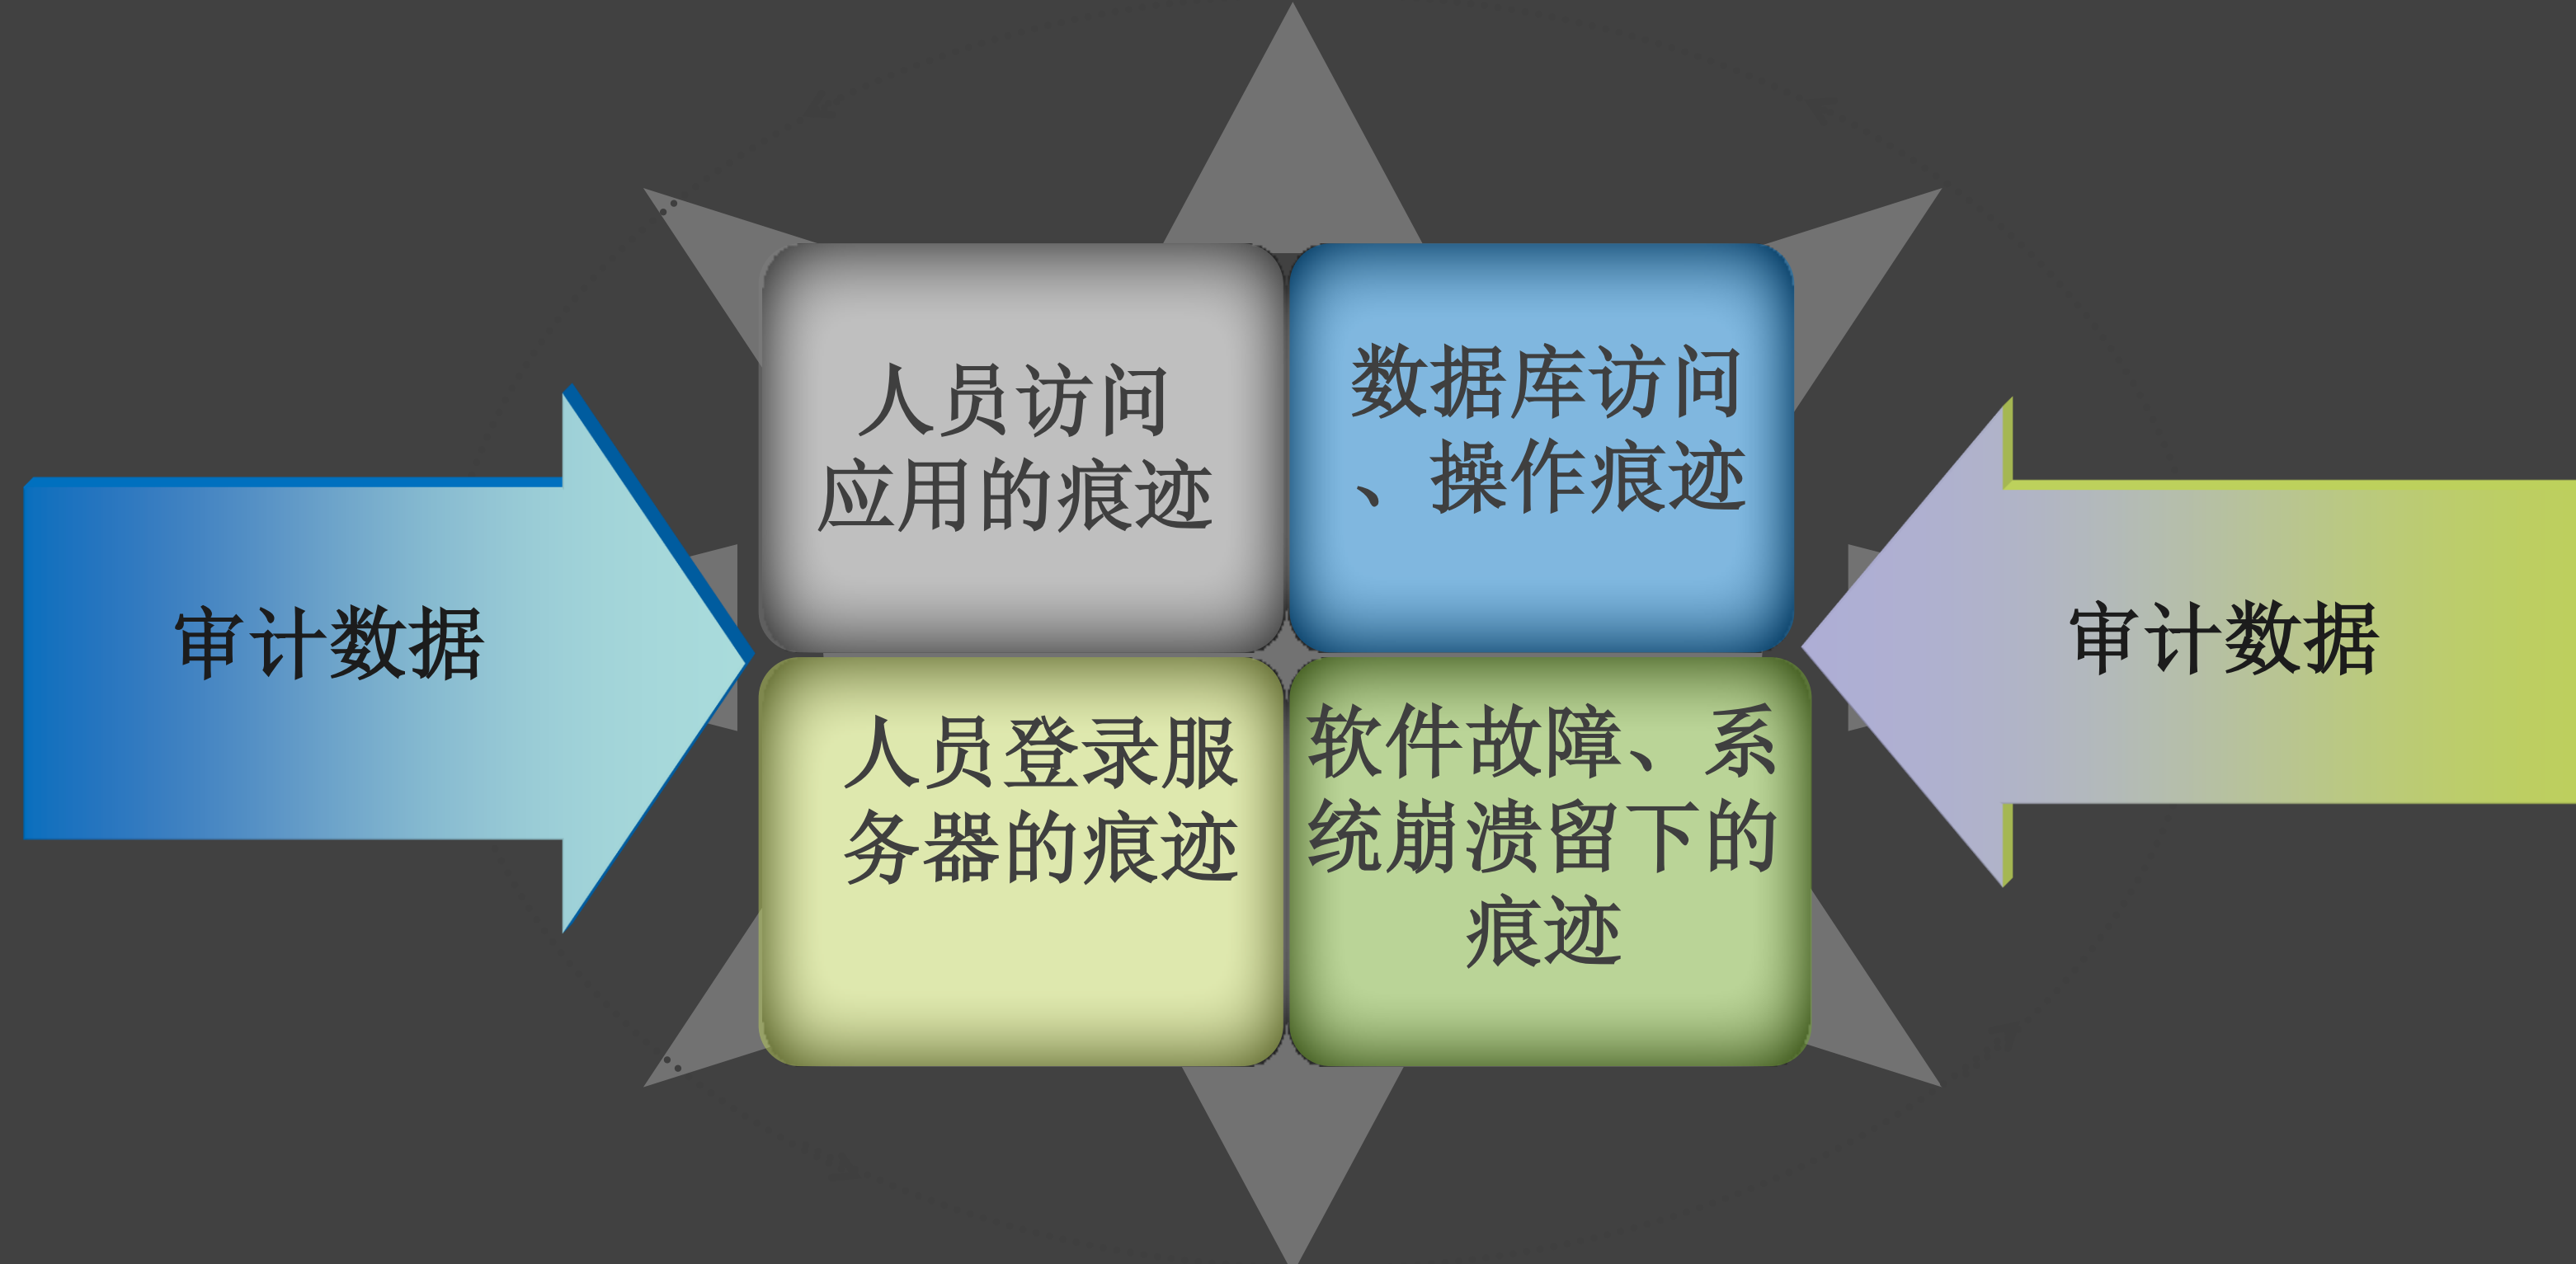 人员访问
应用的痕迹
数据库访问
、操作痕迹
审计数据
审计数据
人员登录服
务器的痕迹
软件故障、系
统崩溃留下的
痕迹